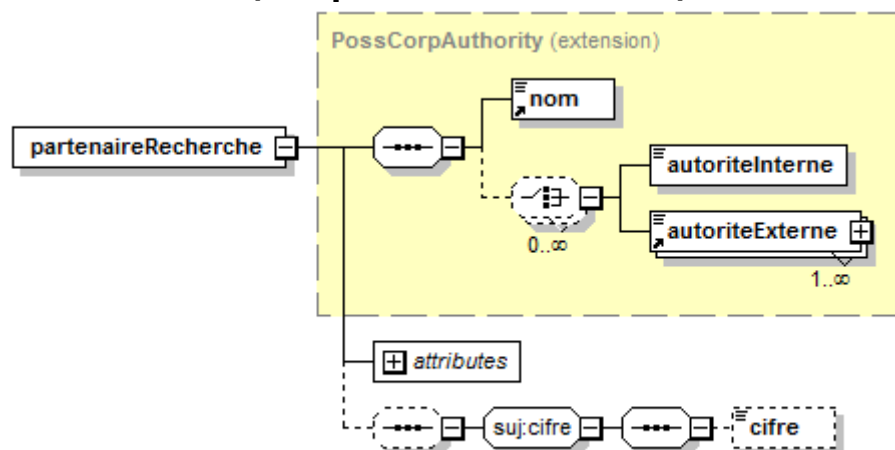 PossCorpAuthority (extension)
nom
partenaireRecherche
autoriteInterne
0..∞
autoriteExterne
1..∞
attributes
suj:cifre
cifre